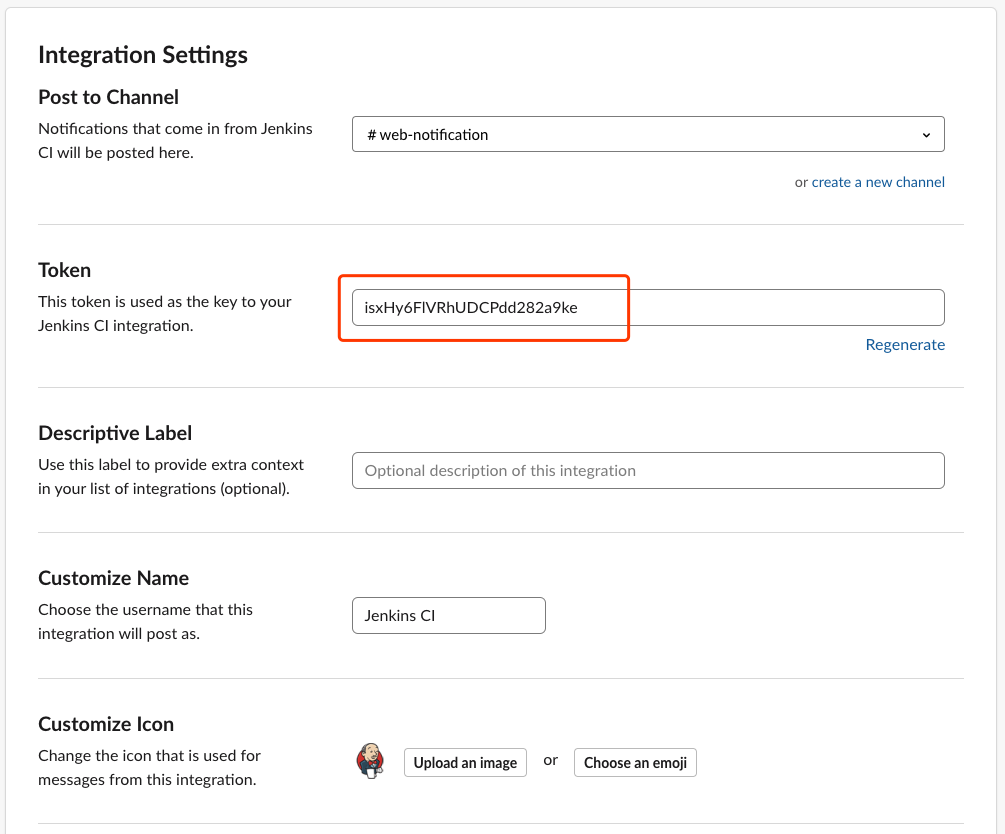 Integration Settings
Post to Channel
Notifications that come in from Jenkins
CI will be posted here.
# web-notification
or create a new channel
Token
This token is used as the key to your
Jenkins CI integration.
isxHy6FlVRhUDCPdd282a9ke
Regenerate
Descriptive Label
Use this label to provide extra context
in your list of integrations (optional).
Optional description of this integration
Customize Name
Choose the username that this
integration will post as.
Jenkins CI
Customize Icon
Change the icon that is used for
messages from this integration.
Upload an image or Choose an emoji